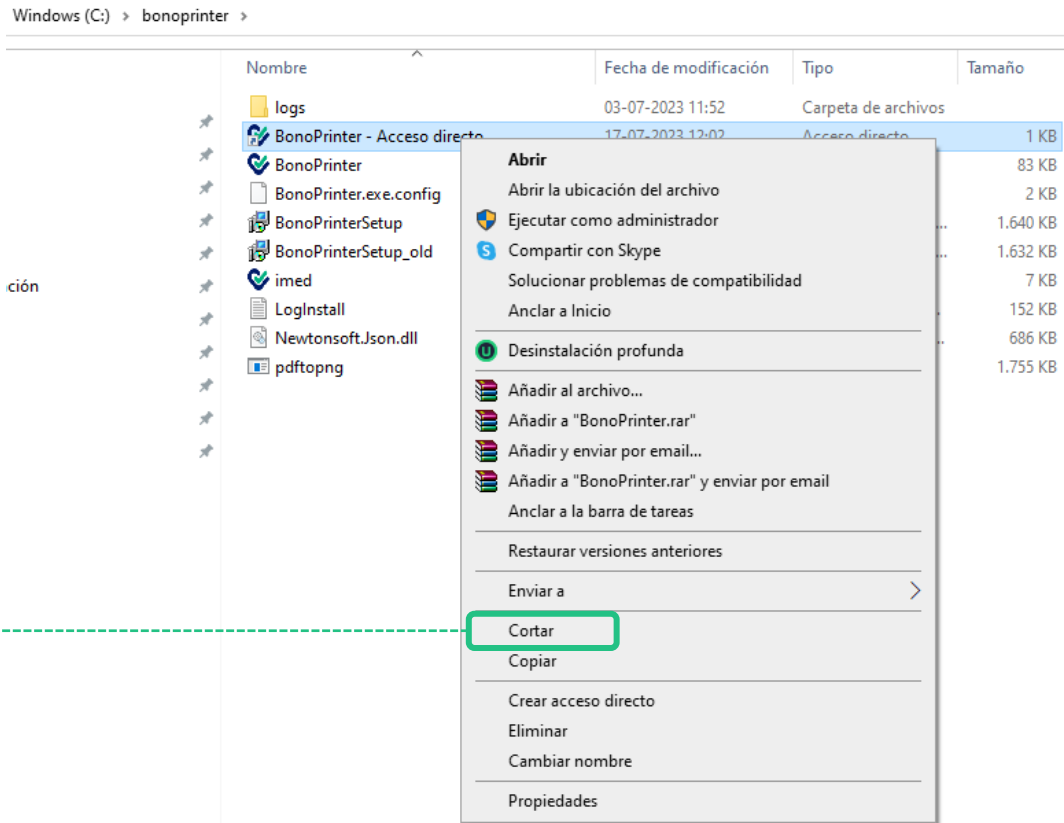 Windows (C:) > bonoprinter >
Nombre Fecha de modificación Tipo Tamaño
logs 03-07-2023 11:52 Carpeta de archivos
BonoPrinter - Acceso directo 17-07-2023 12:02 Acceso directo 1 KB
BonoPrinter 83 KB
BonoPrinter.exe.config 2 KB
BonoPrinterSetup ... 1.640 KB
BonoPrinterSetup_old ... 1.632 KB
ación
imed 7 KB
LogInstall 152 KB
Newtonsoft.Json.dll 686 KB
pdftopng 1.755 KB
Abrir
Abrir la ubicación del archivo
Ejecutar como administrador
Compartir con Skype
Solucionar problemas de compatibilidad
Anclar a Inicio
Desinstalación profunda
Añadir al archivo...
Añadir a "BonoPrinter.rar"
Añadir y enviar por email...
Añadir a "BonoPrinter.rar" y enviar por email
Anclar a la barra de tareas
Restaurar versiones anteriores
Enviar a
Cortar
Copiar
Crear acceso directo
Eliminar
Cambiar nombre
Propiedades